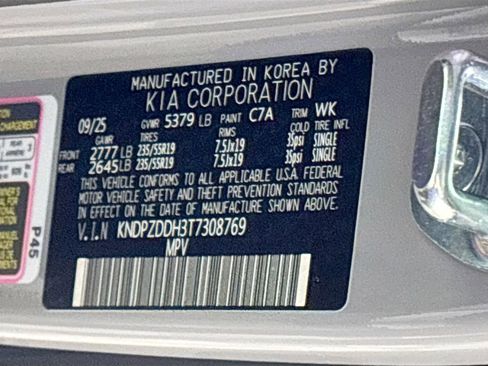 MANUFACTURED IN KOREA BY
KIA CORPORATION
09/25 GVWR 5379 LB PAINT C7A TRIM WK
GAWR TIRES RIMS COLD TIRE INFL
FRONT 2777 LB 235/55R19 7.5Jx19 35psi SINGLE
REAR 2645 LB 235/55R19 7.5Jx19 35psi SINGLE
THIS VEHICLE CONFORMS TO ALL APPLICABLE U.S.A FEDERAL
MOTOR VEHICLE SAFETY AND THEFT PREVENTION STANDARDS
IN EFFECT ON THE DATE OF MANUFACTURE SHOWN ABOVE.
V.I.N KNDPZDDH3T7308769
MPV
P45